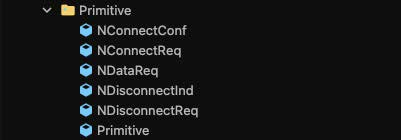 Primitive
NConnectConf
NConnectReq
NDataReq
NDisconnectInd
NDisconnectReq
Primitive